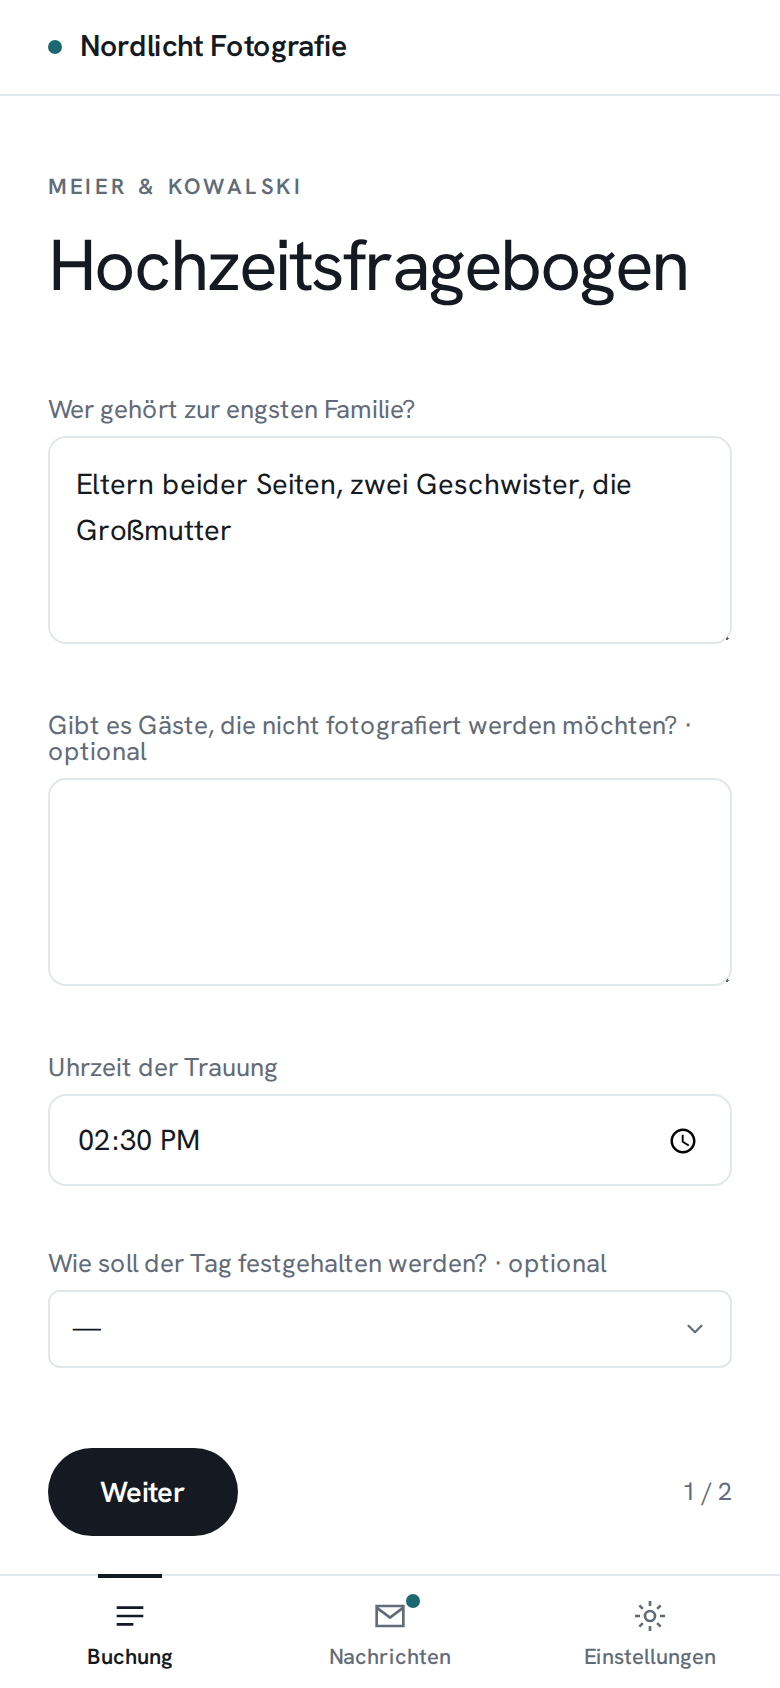 Nordlicht Fotografie
MEIER & KOWALSKI
Hochzeitsfragebogen
Wer gehört zur engsten Familie?
Eltern beider Seiten, zwei Geschwister, die
Großmutter
Gibt es Gäste, die nicht fotografiert werden möchten? ·
optional
Uhrzeit der Trauung
02:30 PM
Wie soll der Tag festgehalten werden? · optional
—
Weiter
1 / 2
Buchung
Nachrichten
Einstellungen